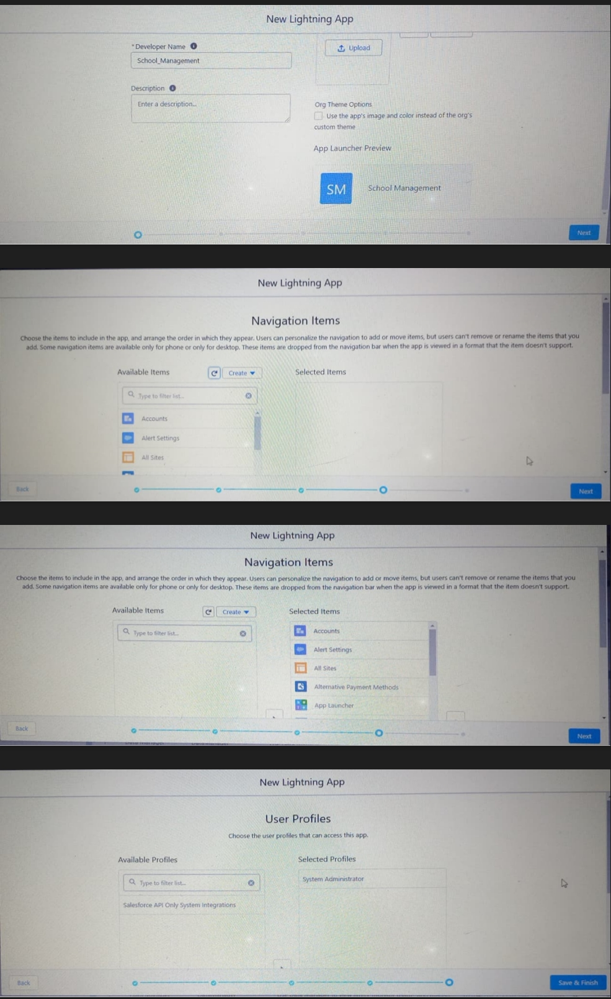 New Lightning App
* Developer Name
Upload
School_Management
Description
Enter a description...
Org Theme Options
Use the app's image and color instead of the org's
custom theme
App Launcher Preview
SM
School Management
Next
New Lightning App
Navigation Items
Choose the items to include in the app, and arrange the order in which they appear. Users can personalize the navigation to add or move items, but users can't remove or rename the items that you
add. Some navigation items are available only for phone or only for desktop. These items are dropped from the navigation bar when the app is viewed in a format that the item doesn't support.
Available Items
Create
Selected Items
Type to filter list...
Accounts
Alert Settings
All Sites
Back
Next
New Lightning App
Navigation Items
Choose the items to include in the app, and arrange the order in which they appear. Users can personalize the navigation to add or move items, but users can't remove or rename the items that you
add. Some navigation items are available only for phone or only for desktop. These items are dropped from the navigation bar when the app is viewed in a format that the item doesn't support.
Available Items
Create
Selected Items
Type to filter list...
Accounts
Alert Settings
All Sites
Alternative Payment Methods
App Launcher
Back
Next
New Lightning App
User Profiles
Choose the user profiles that can access this app.
Available Profiles
Selected Profiles
Type to filter list...
System Administrator
Salesforce API Only System Integrations
Back
Save & Finish